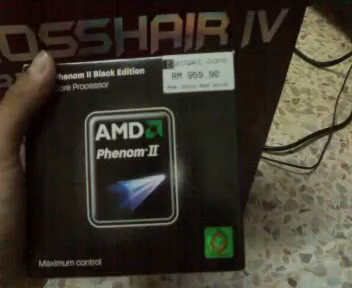 OSSHAIR IV
Phenom II Black Edition
Core Processor
RM 959.90
AMD
Phenom II
Maximum control